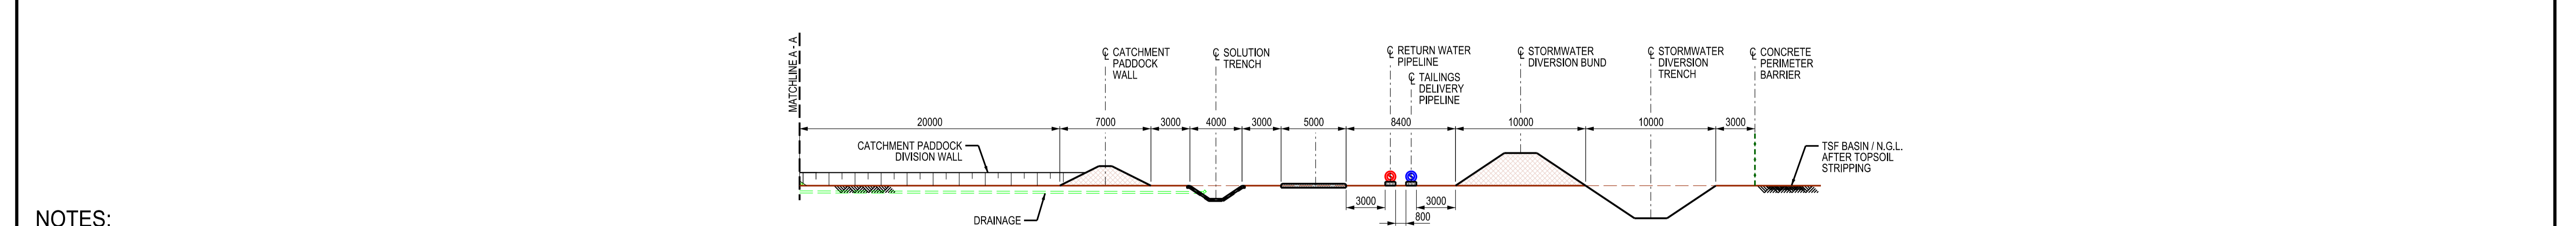 MATCHLINE A - A
℄ CATCHMENT
PADDOCK
WALL
℄ SOLUTION
TRENCH
℄ RETURN WATER
PIPELINE
℄ TAILINGS
DELIVERY
PIPELINE
℄ STORMWATER
DIVERSION BUND
℄ STORMWATER
DIVERSION
TRENCH
℄ CONCRETE
PERIMETER
BARRIER
20000
7000
3000
4000
3000
5000
8400
10000
10000
3000
CATCHMENT PADDOCK
DIVISION WALL
TSF BASIN / N.G.L.
AFTER TOPSOIL
STRIPPING
3000
3000
800
DRAINAGE
NOTES: